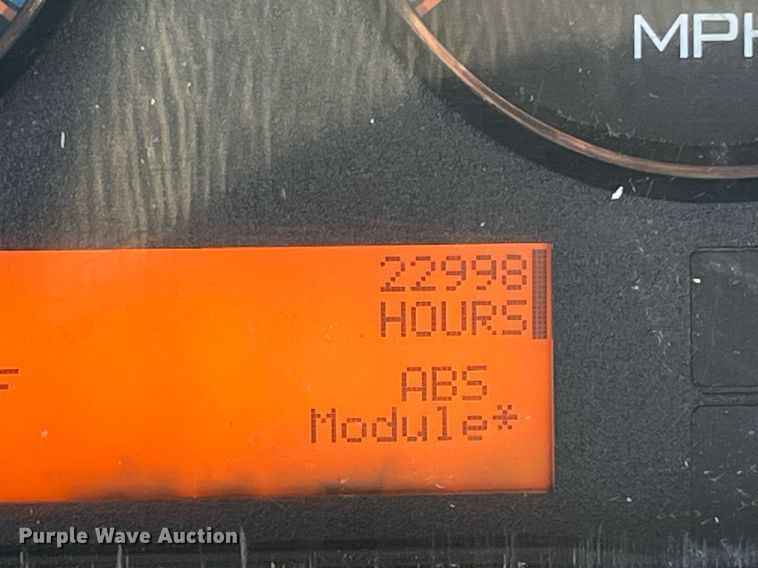 MPH
22998
HOURS
F
ABS
Module*
Purple Wave Auction